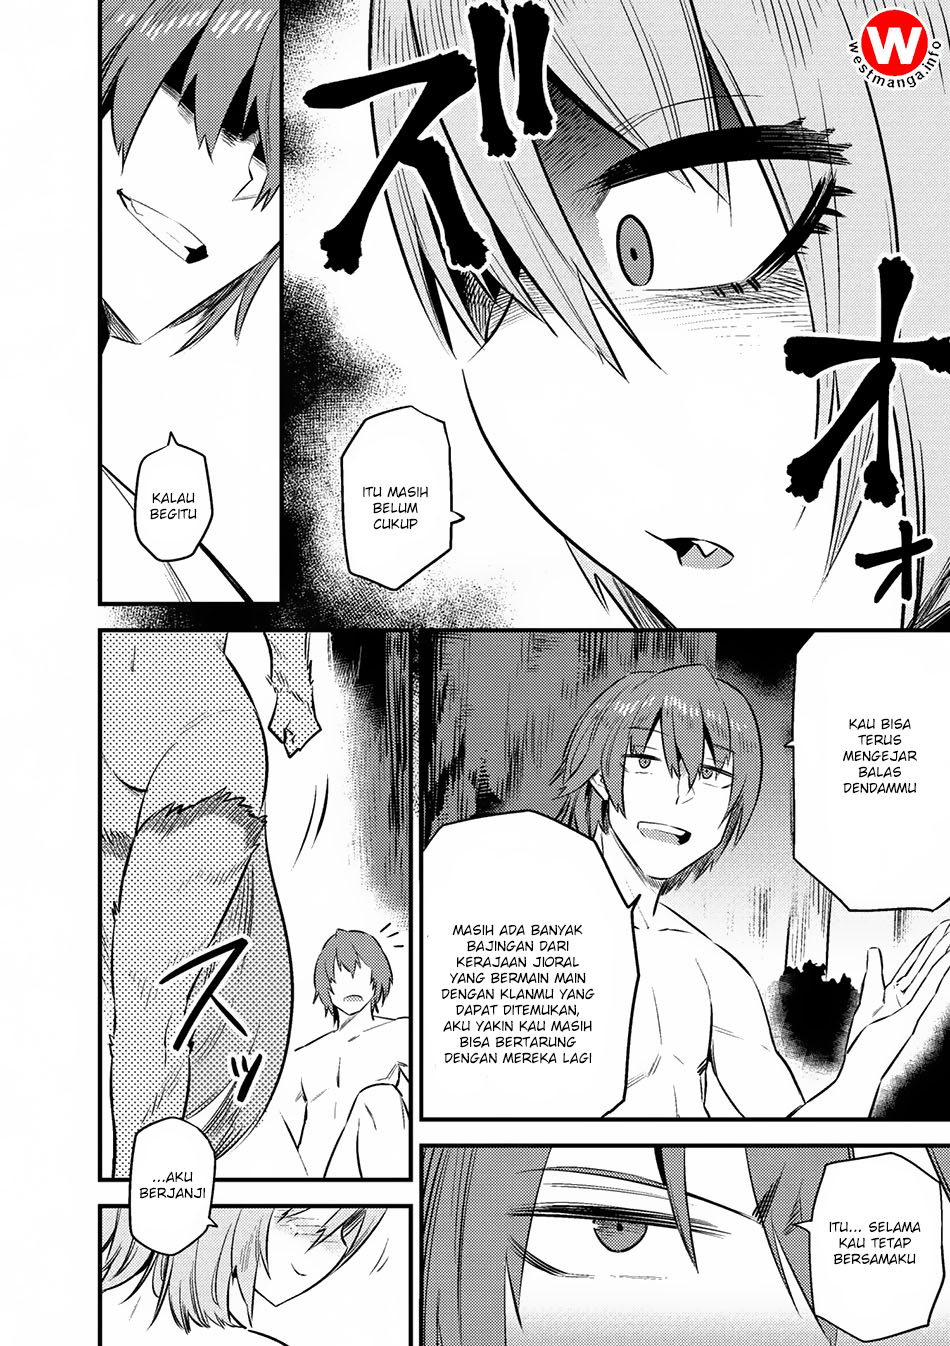 W
westmanga.info
ズ
オ
オ
ITU MASIH
BELUM
CUKUP
KALAU
BEGITU
KAU BISA
TERUS
MENGEJAR
BALAS
DENDAMMU
MASIH ADA BANYAK
BAJINGAN DARI
KERAJAAN JIORAL
YANG BERMAIN MAIN
DENGAN KLANMU YANG
DAPAT DITEMUKAN,
AKU YAKIN KAU MASIH
BISA BERTARUNG
DENGAN MEREKA LAGI
スッ
ITU... SELAMA
KAU TETAP
BERSAMAKU
...AKU
BERJANJI